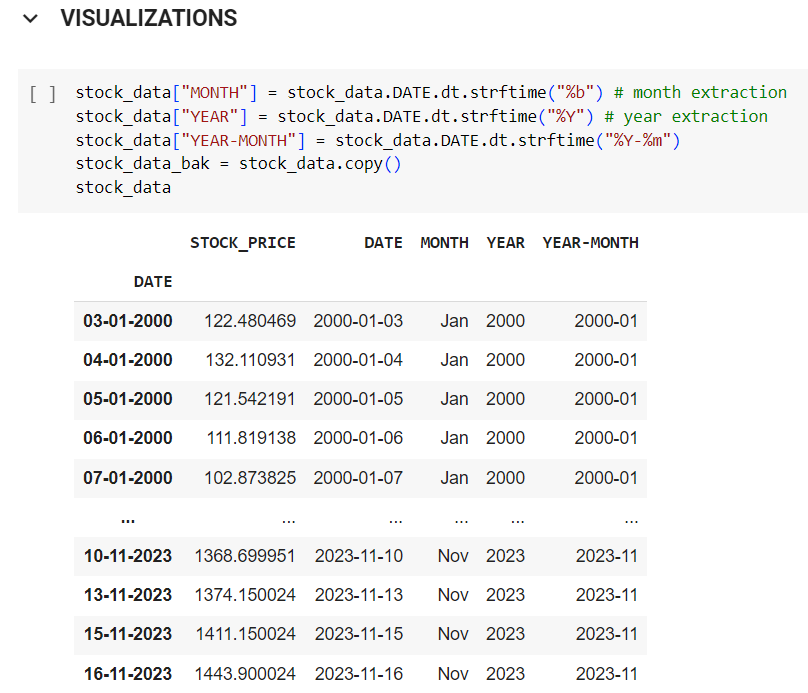 VISUALIZATIONS
[ ] stock_data["MONTH"] = stock_data.DATE.dt.strftime("%b") # month extraction
stock_data["YEAR"] = stock_data.DATE.dt.strftime("%Y") # year extraction
stock_data["YEAR-MONTH"] = stock_data.DATE.dt.strftime("%Y-%m")
stock_data_bak = stock_data.copy()
stock_data
STOCK_PRICE DATE MONTH YEAR YEAR-MONTH
DATE
03-01-2000 122.480469 2000-01-03 Jan 2000 2000-01
04-01-2000 132.110931 2000-01-04 Jan 2000 2000-01
05-01-2000 121.542191 2000-01-05 Jan 2000 2000-01
06-01-2000 111.819138 2000-01-06 Jan 2000 2000-01
07-01-2000 102.873825 2000-01-07 Jan 2000 2000-01
... ... ... ... ... ...
10-11-2023 1368.699951 2023-11-10 Nov 2023 2023-11
13-11-2023 1374.150024 2023-11-13 Nov 2023 2023-11
15-11-2023 1411.150024 2023-11-15 Nov 2023 2023-11
16-11-2023 1443.900024 2023-11-16 Nov 2023 2023-11